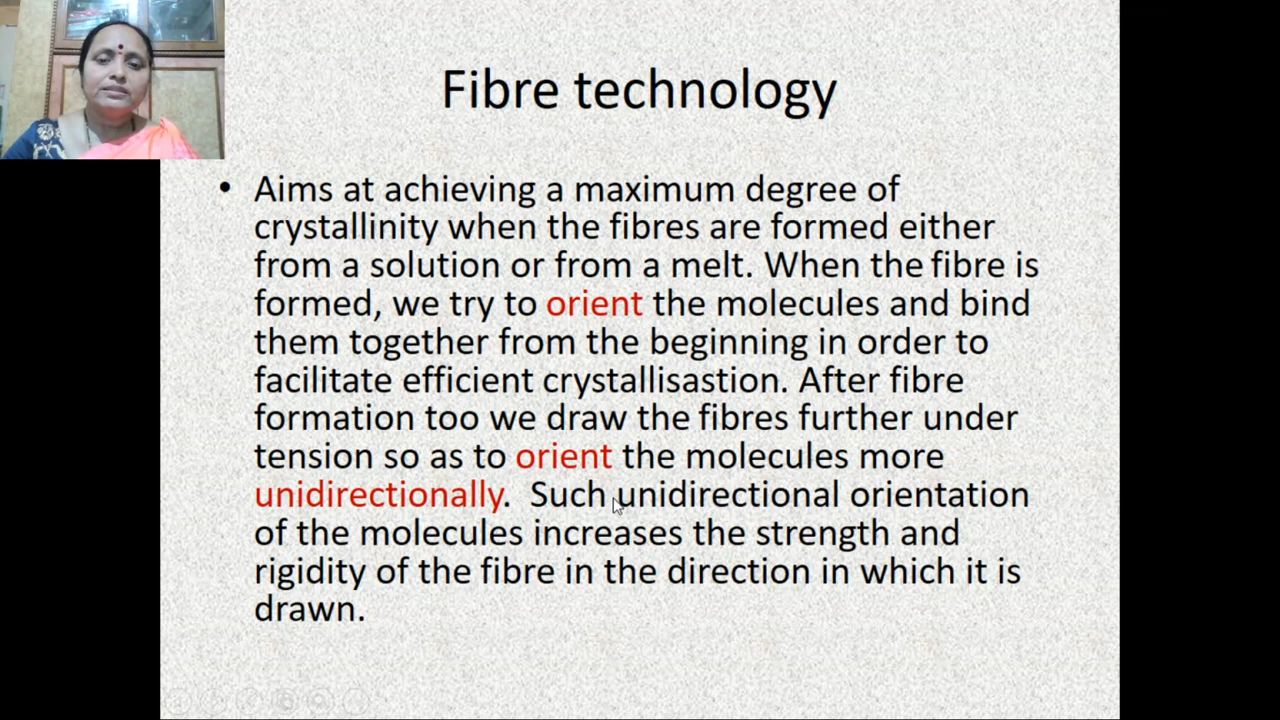 Fibre technology
• Aims at achieving a maximum degree of
crystallinity when the fibres are formed either
from a solution or from a melt. When the fibre is
formed, we try to orient the molecules and bind
them together from the beginning in order to
facilitate efficient crystallisastion. After fibre
formation too we draw the fibres further under
tension so as to orient the molecules more
unidirectionally. Such unidirectional orientation
of the molecules increases the strength and
rigidity of the fibre in the direction in which it is
drawn.